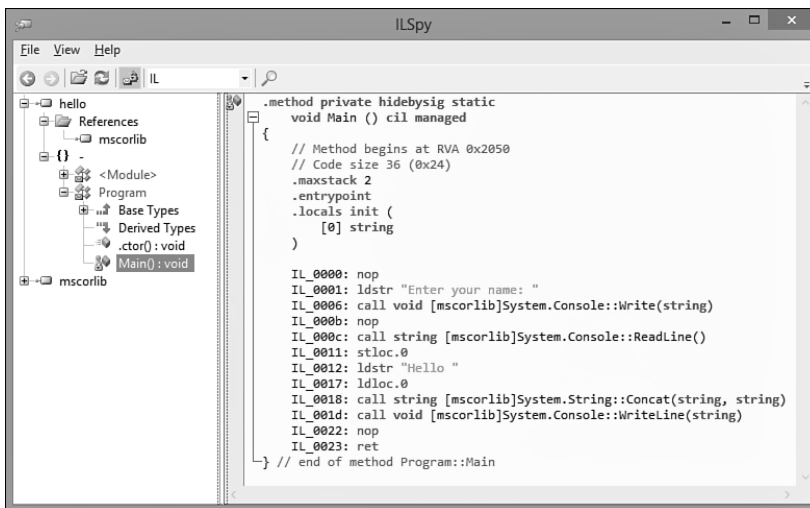 ILSpy
File View Help
IL
hello
References
mscorlib
{} -
<Module>
Program
Base Types
Derived Types
.ctor() : void
Main() : void
mscorlib
.method private hidebysig static
void Main () cil managed
{
// Method begins at RVA 0x2050
// Code size 36 (0x24)
.maxstack 2
.entrypoint
.locals init (
[0] string
)
IL_0000: nop
IL_0001: ldstr "Enter your name: "
IL_0006: call void [mscorlib]System.Console::Write(string)
IL_000b: nop
IL_000c: call string [mscorlib]System.Console::ReadLine()
IL_0011: stloc.0
IL_0012: ldstr "Hello "
IL_0017: ldloc.0
IL_0018: call string [mscorlib]System.String::Concat(string, string)
IL_001d: call void [mscorlib]System.Console::WriteLine(string)
IL_0022: nop
IL_0023: ret
} // end of method Program::Main